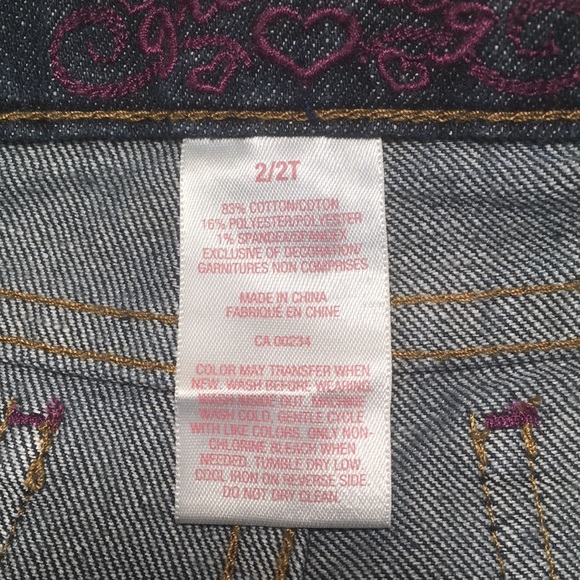 2/2T
83% COTTON/COTON
16% POLYESTER/POLYESTER
1% SPANDEX/SPANDEX
EXCLUSIVE OF DECORATION/
GARNITURES NON COMPRISES
MADE IN CHINA
FABRIQUÉ EN CHINE
CA 00234
COLOR MAY TRANSFER WHEN
NEW. WASH BEFORE WEARING.
WASH INSIDE OUT. MACHINE
WASH COLD, GENTLE CYCLE
WITH LIKE COLORS. ONLY NON-
CHLORINE BLEACH WHEN
NEEDED. TUMBLE DRY LOW.
COOL IRON ON REVERSE SIDE.
DO NOT DRY CLEAN.